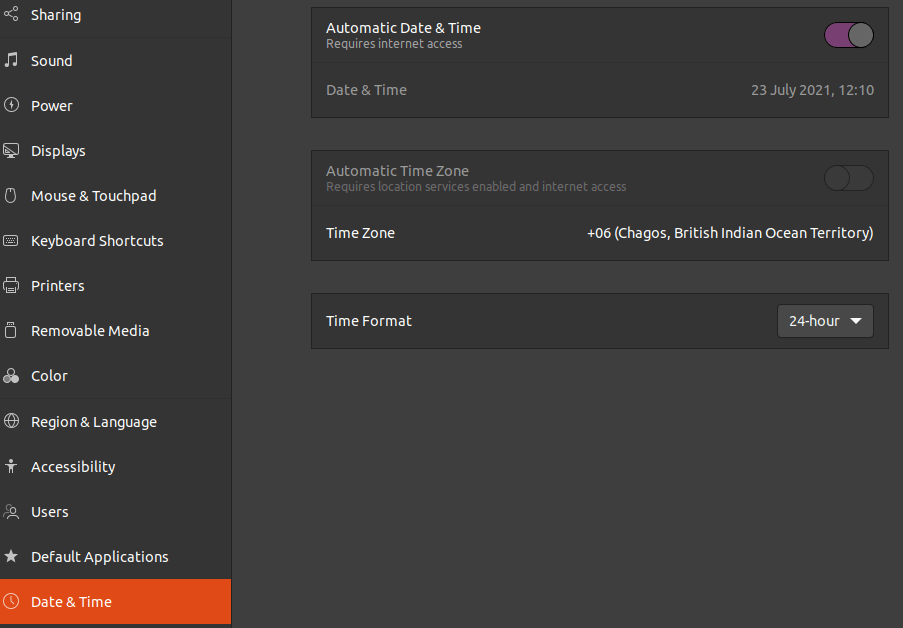 Sharing
Sound
Power
Displays
Mouse & Touchpad
Keyboard Shortcuts
Printers
Removable Media
Color
Region & Language
Accessibility
Users
Default Applications
Date & Time
Automatic Date & Time
Requires internet access
Date & Time 23 July 2021, 12:10
Automatic Time Zone
Requires location services enabled and internet access
Time Zone +06 (Chagos, British Indian Ocean Territory)
Time Format 24-hour